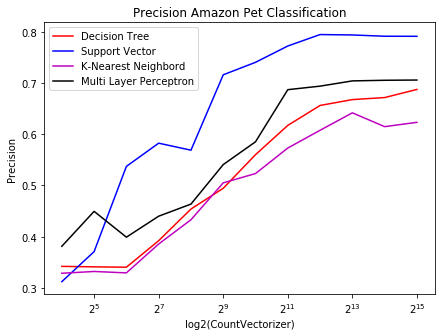 Precision Amazon Pet Classification
Decision Tree
Support Vector
K-Nearest Neighbord
Multi Layer Perceptron
Precision
0.8
0.7
0.6
0.5
0.4
0.3
2^5 2^7 2^9 2^11 2^13 2^15
log2(CountVectorizer)